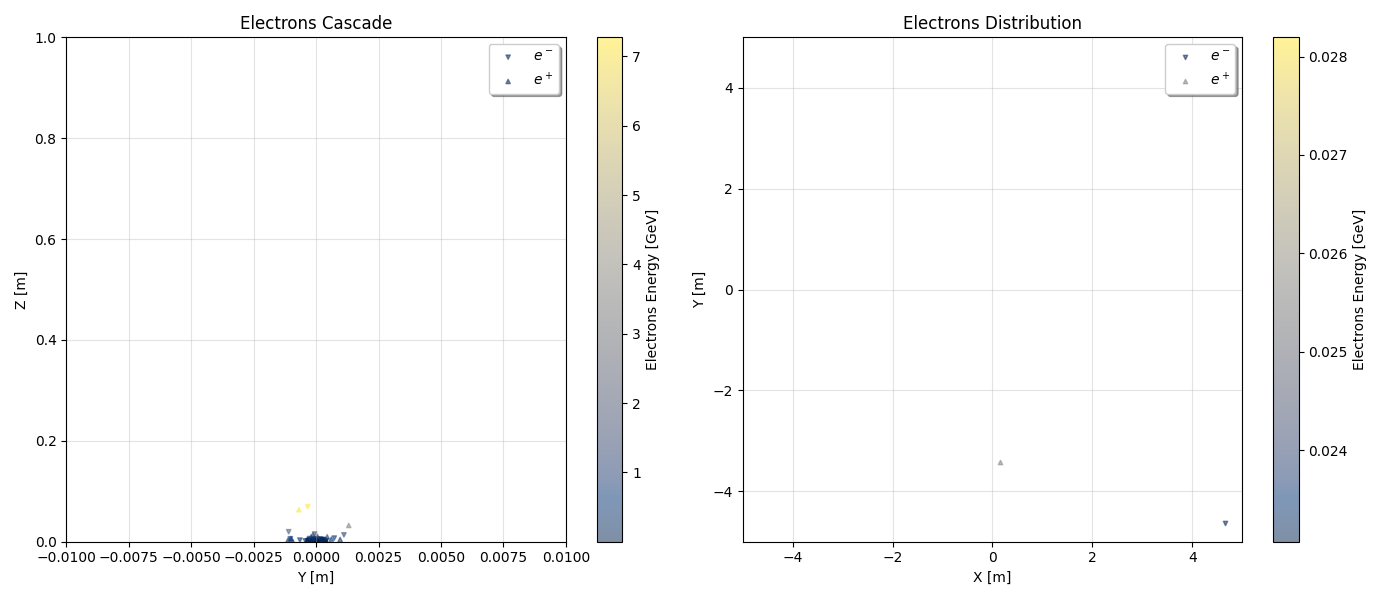 Electrons Cascade
1.0
0.8
0.6
0.4
0.2
0.0
Z [m]
−0.0100 −0.0075 −0.0050 −0.0025 0.0000 0.0025 0.0050 0.0075 0.0100
Y [m]
e⁻
e⁺
7
6
5
4
3
2
1
Electrons Energy [GeV]
Electrons Distribution
4
2
0
−2
−4
Y [m]
−4 −2 0 2 4
X [m]
e⁻
e⁺
0.028
0.027
0.026
0.025
0.024
Electrons Energy [GeV]